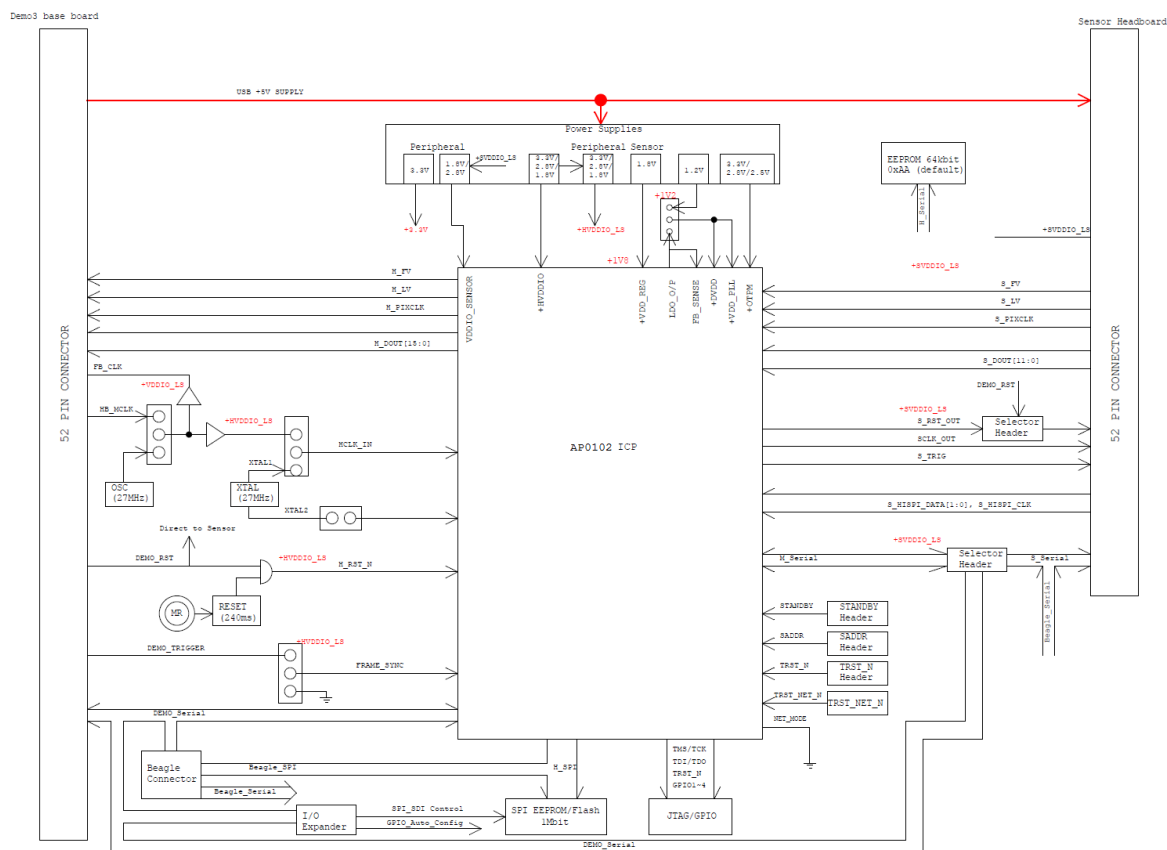 Demo3 base board
Sensor Headboard
USB +5V SUPPLY
Power Supplies
Peripheral
Peripheral Sensor
3.3V
1.8V/
2.8V
+SVDDIO_LS
3.3V/
2.8V/
1.8V
3.3V/
2.8V/
1.8V
1.8V
1.2V
3.3V/
2.8V/2.5V
EEPROM 64kbit
0xAA (default)
H_Serial
+1V2
+3.3V
+HVDDIO_LS
+SVDDIO_LS
+1V8
+SVDDIO_LS
VDDIO_SENSOR
+HVDDIO
+VDD_REG
LDO_O/P
FB_SENSE
+DVDD
+VDD_PLL
+OTPM
H_FV
H_LV
H_PIXCLK
H_DOUT[15:0]
S_FV
S_LV
S_PIXCLK
S_DOUT[11:0]
52 PIN CONNECTOR
52 PIN CONNECTOR
FB_CLK
+VDDIO_LS
HB_MCLK
+HVDDIO_LS
DEMO_RST
+SVDDIO_LS
S_RST_OUT
Selector
Header
SCLK_OUT
S_TRIG
AP0102 ICP
MCLK_IN
XTAL1
OSC
(27MHz)
XTAL
(27MHz)
XTAL2
S_HISPI_DATA[1:0], S_HISPI_CLK
Direct to Sensor
DEMO_RST
+HVDDIO_LS
H_RST_N
+SVDDIO_LS
M_Serial
Selector
Header
S_Serial
Beagle_Serial
MR
RESET
(240ms)
STANDBY
STANDBY
Header
SADDR
SADDR
Header
TRST_N
TRST_N
Header
TRST_NET_N
TRST_NET_N
NET_MODE
DEMO_TRIGGER
+HVDDIO_LS
FRAME_SYNC
DEMO_Serial
Beagle
Connector
Beagle_SPI
Beagle_Serial
H_SPI
TMS/TCK
TDI/TDO
TRST_N
GPIO1~4
I/O
Expander
SPI_SDI Control
GPIO_Auto_Config
SPI EEPROM/Flash
1Mbit
JTAG/GPIO
DEMO_Serial